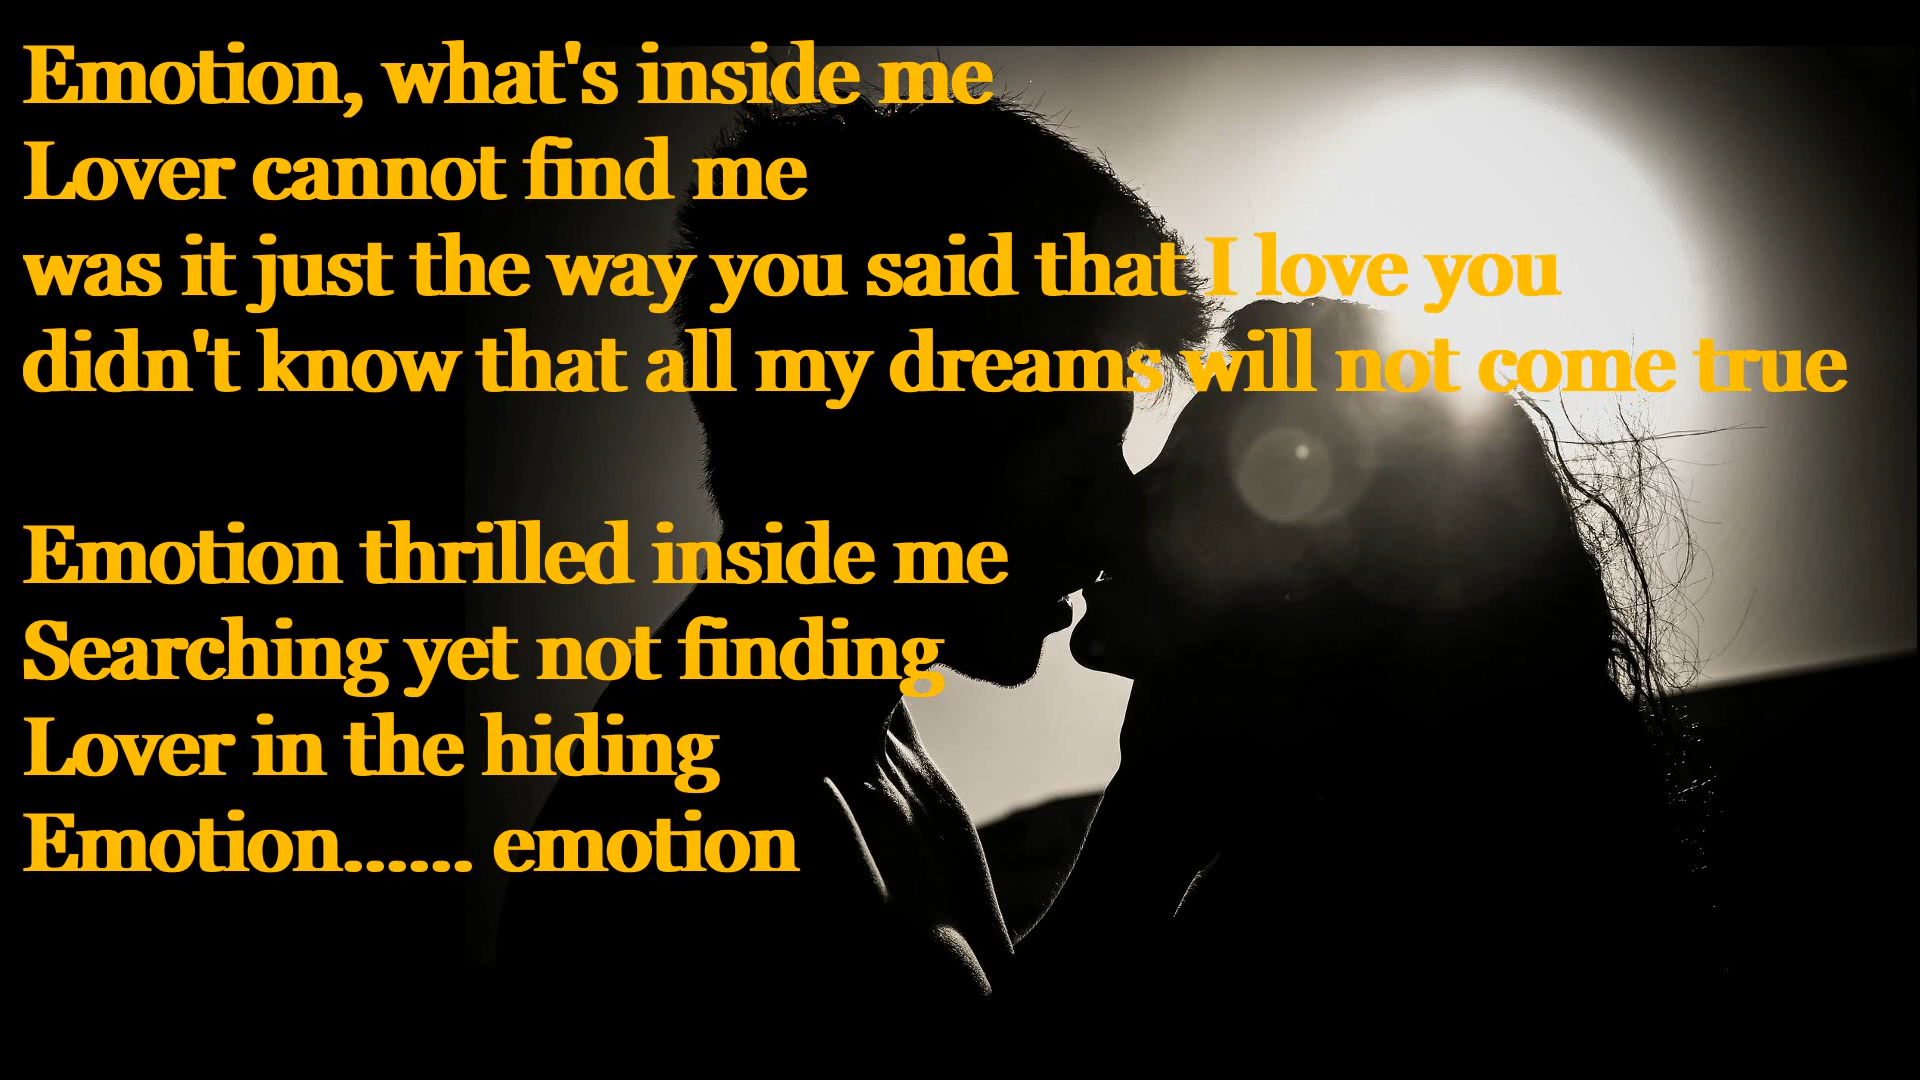 Emotion, what's inside me
Lover cannot find me
was it just the way you said that I love you
didn't know that all my dreams will not come true
Emotion thrilled inside me
Searching yet not finding
Lover in the hiding
Emotion...... emotion